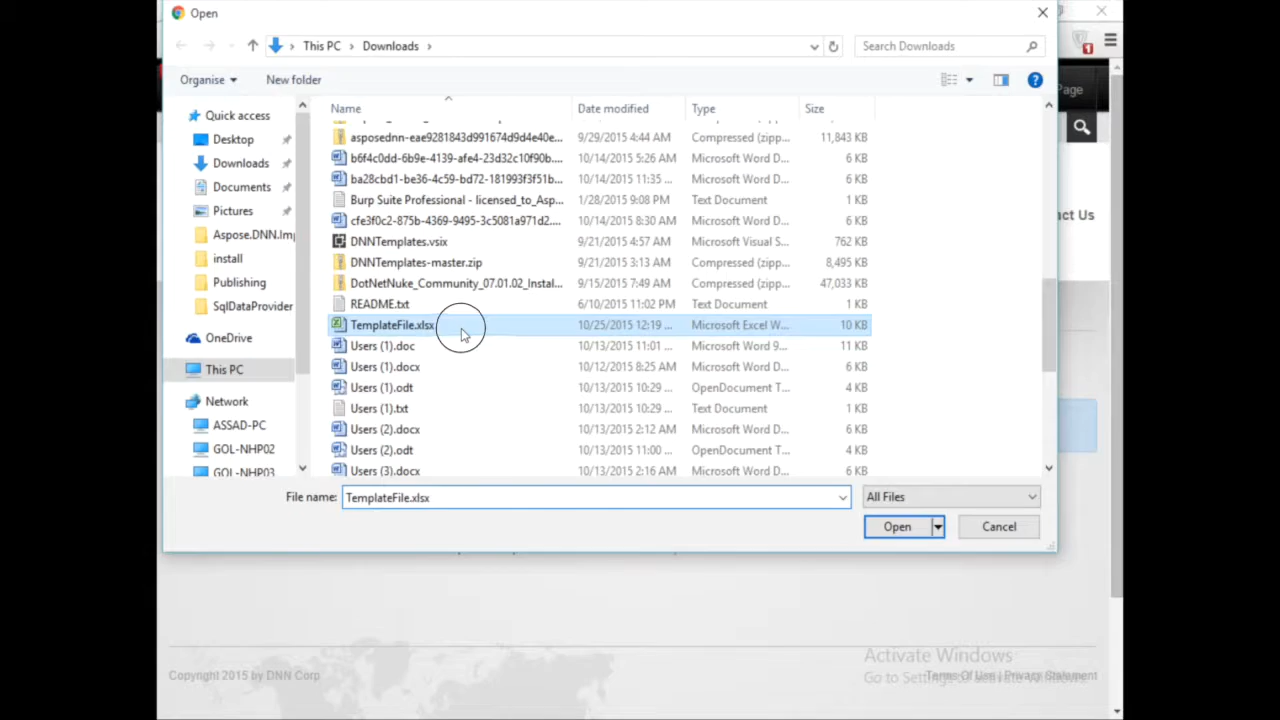 Open
This PC > Downloads >
Search Downloads
1
Organise
New folder
Page
Name
Date modified
Type
Size
Quick access
Desktop
Downloads
Documents
Pictures
Aspose.DNN.Imp
install
Publishing
SqlDataProvider
OneDrive
This PC
Network
ASSAD-PC
GOL-NHP02
GOL-NHP03
asposednn-eae9281843d991674d9d4e40e... 9/29/2015 4:44 AM Compressed (zipp... 11,843 KB
b6f4c0dd-6b9e-4139-afe4-23d32c10f90b.... 10/14/2015 5:26 AM Microsoft Word D... 6 KB
ba28cbd1-be36-4c59-bd72-181993f3f51b... 10/14/2015 11:35 ... Microsoft Word D... 6 KB
Burp Suite Professional - licensed_to_Asp... 1/28/2015 9:08 PM Text Document 1 KB
cfe3f0c2-875b-4369-9495-3c5081a971d2.... 10/14/2015 8:30 AM Microsoft Word D... 6 KB
DNNTemplates.vsix 9/21/2015 4:57 AM Microsoft Visual S... 762 KB
DNNTemplates-master.zip 9/21/2015 3:13 AM Compressed (zipp... 8,495 KB
DotNetNuke_Community_07.01.02_Instal... 9/15/2015 7:49 AM Compressed (zipp... 47,033 KB
README.txt 6/10/2015 11:02 PM Text Document 1 KB
TemplateFile.xlsx 10/25/2015 12:19 ... Microsoft Excel W... 10 KB
Users (1).doc 10/13/2015 11:01 ... Microsoft Word 9... 11 KB
Users (1).docx 10/12/2015 8:25 AM Microsoft Word D... 6 KB
Users (1).odt 10/13/2015 10:29 ... OpenDocument T... 4 KB
Users (1).txt 10/13/2015 10:29 ... Text Document 1 KB
Users (2).docx 10/13/2015 2:12 AM Microsoft Word D... 6 KB
Users (2).odt 10/13/2015 11:00 ... OpenDocument T... 4 KB
Users (3).docx 10/13/2015 2:16 AM Microsoft Word D... 6 KB
ct Us
File name: TemplateFile.xlsx
All Files
Open
Cancel
Activate Windows
Go to Settings to activate Windows.
Copyright 2015 by DNN Corp
Terms Of Use | Privacy Statement